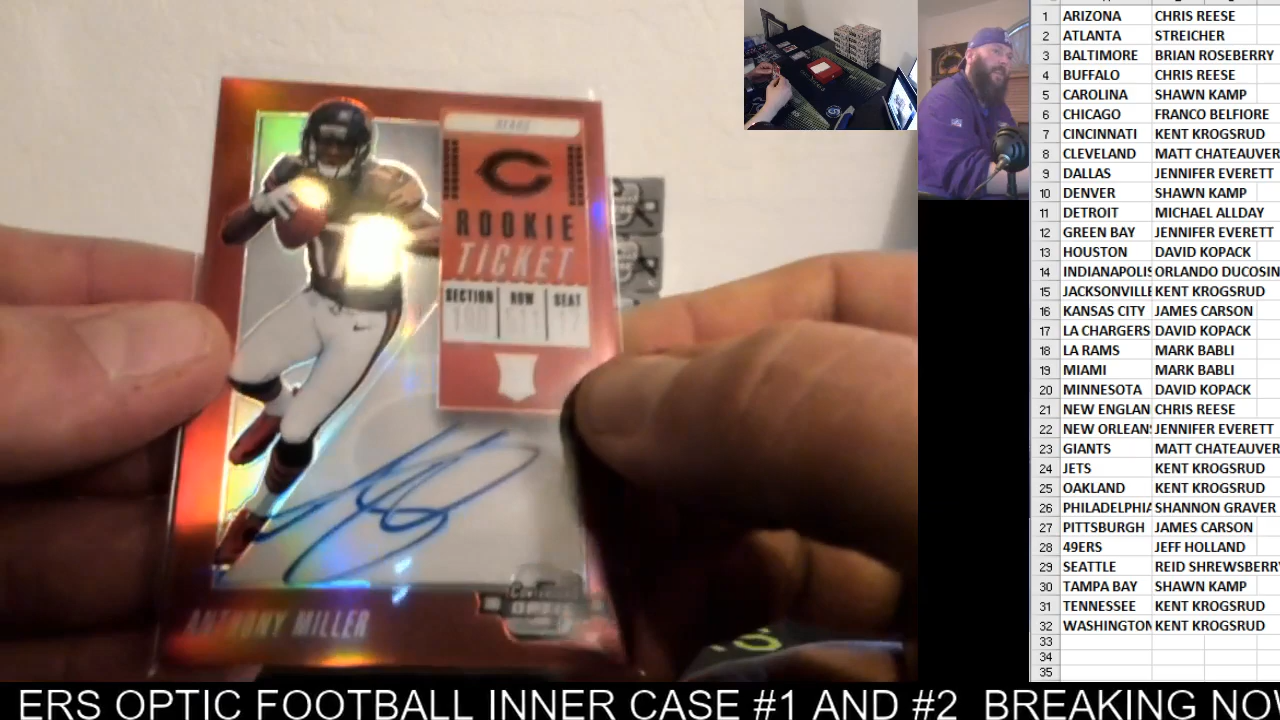 ROOKIE
TICKET
SECTION ROW SEAT
17
ANTHONY MILLER
CONTENDERS
OPTIC
1 ARIZONA CHRIS REESE
2 ATLANTA STREICHER
3 BALTIMORE BRIAN ROSEBERRY
4 BUFFALO CHRIS REESE
5 CAROLINA SHAWN KAMP
6 CHICAGO FRANCO BELFIORE
7 CINCINNATI KENT KROGSRUD
8 CLEVELAND MATT CHATEAUVER
9 DALLAS JENNIFER EVERETT
10 DENVER SHAWN KAMP
11 DETROIT MICHAEL ALLDAY
12 GREEN BAY JENNIFER EVERETT
13 HOUSTON DAVID KOPACK
14 INDIANAPOLIS ORLANDO DUCOSIN
15 JACKSONVILLE KENT KROGSRUD
16 KANSAS CITY JAMES CARSON
17 LA CHARGERS DAVID KOPACK
18 LA RAMS MARK BABLI
19 MIAMI MARK BABLI
20 MINNESOTA DAVID KOPACK
21 NEW ENGLAN CHRIS REESE
22 NEW ORLEANS JENNIFER EVERETT
23 GIANTS MATT CHATEAUVER
24 JETS KENT KROGSRUD
25 OAKLAND KENT KROGSRUD
26 PHILADELPHIA SHANNON GRAVER
27 PITTSBURGH JAMES CARSON
28 49ERS JEFF HOLLAND
29 SEATTLE REID SHREWSBERRY
30 TAMPA BAY SHAWN KAMP
31 TENNESSEE KENT KROGSRUD
32 WASHINGTON KENT KROGSRUD
33
34
35
ERS OPTIC FOOTBALL INNER CASE #1 AND #2 BREAKING NOW